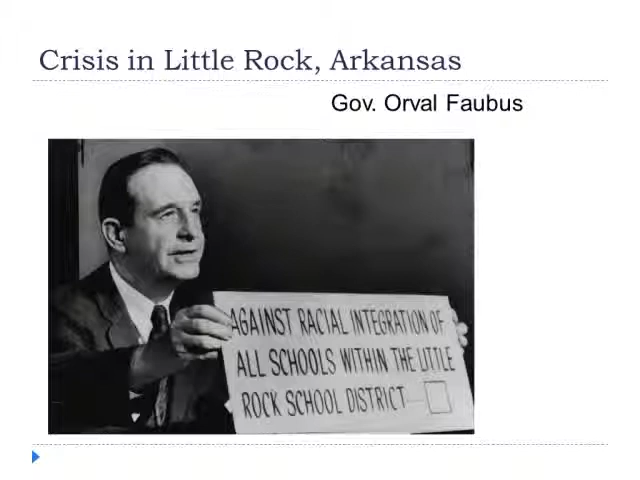 Crisis in Little Rock, Arkansas
Gov. Orval Faubus
AGAINST RACIAL INTEGRATION OF
ALL SCHOOLS WITHIN THE LITTLE
ROCK SCHOOL DISTRICT